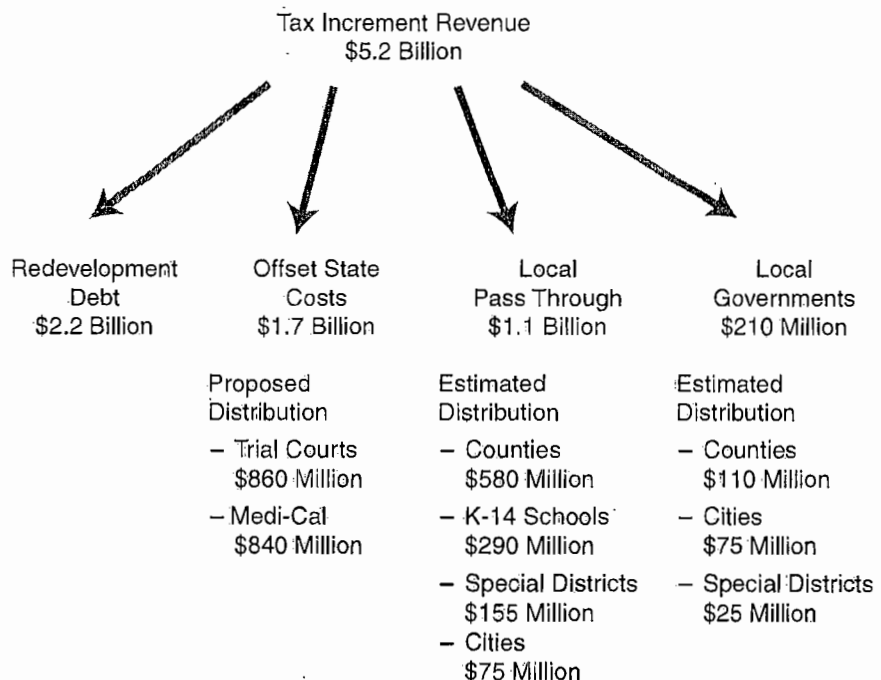 Tax Increment Revenue
$5.2 Billion
Redevelopment
Debt
$2.2 Billion
Offset State
Costs
$1.7 Billion
Proposed
Distribution
– Trial Courts
$860 Million
– Medi-Cal
$840 Million
Local
Pass Through
$1.1 Billion
Estimated
Distribution
– Counties
$580 Million
– K-14 Schools
$290 Million
– Special Districts
$155 Million
– Cities
$75 Million
Local
Governments
$210 Million
Estimated
Distribution
– Counties
$110 Million
– Cities
$75 Million
– Special Districts
$25 Million